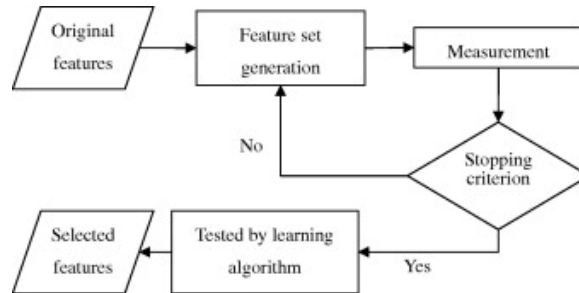 Original
features
Feature set
generation
Measurement
No
Stopping
criterion
Selected
features
Tested by learning
algorithm
Yes